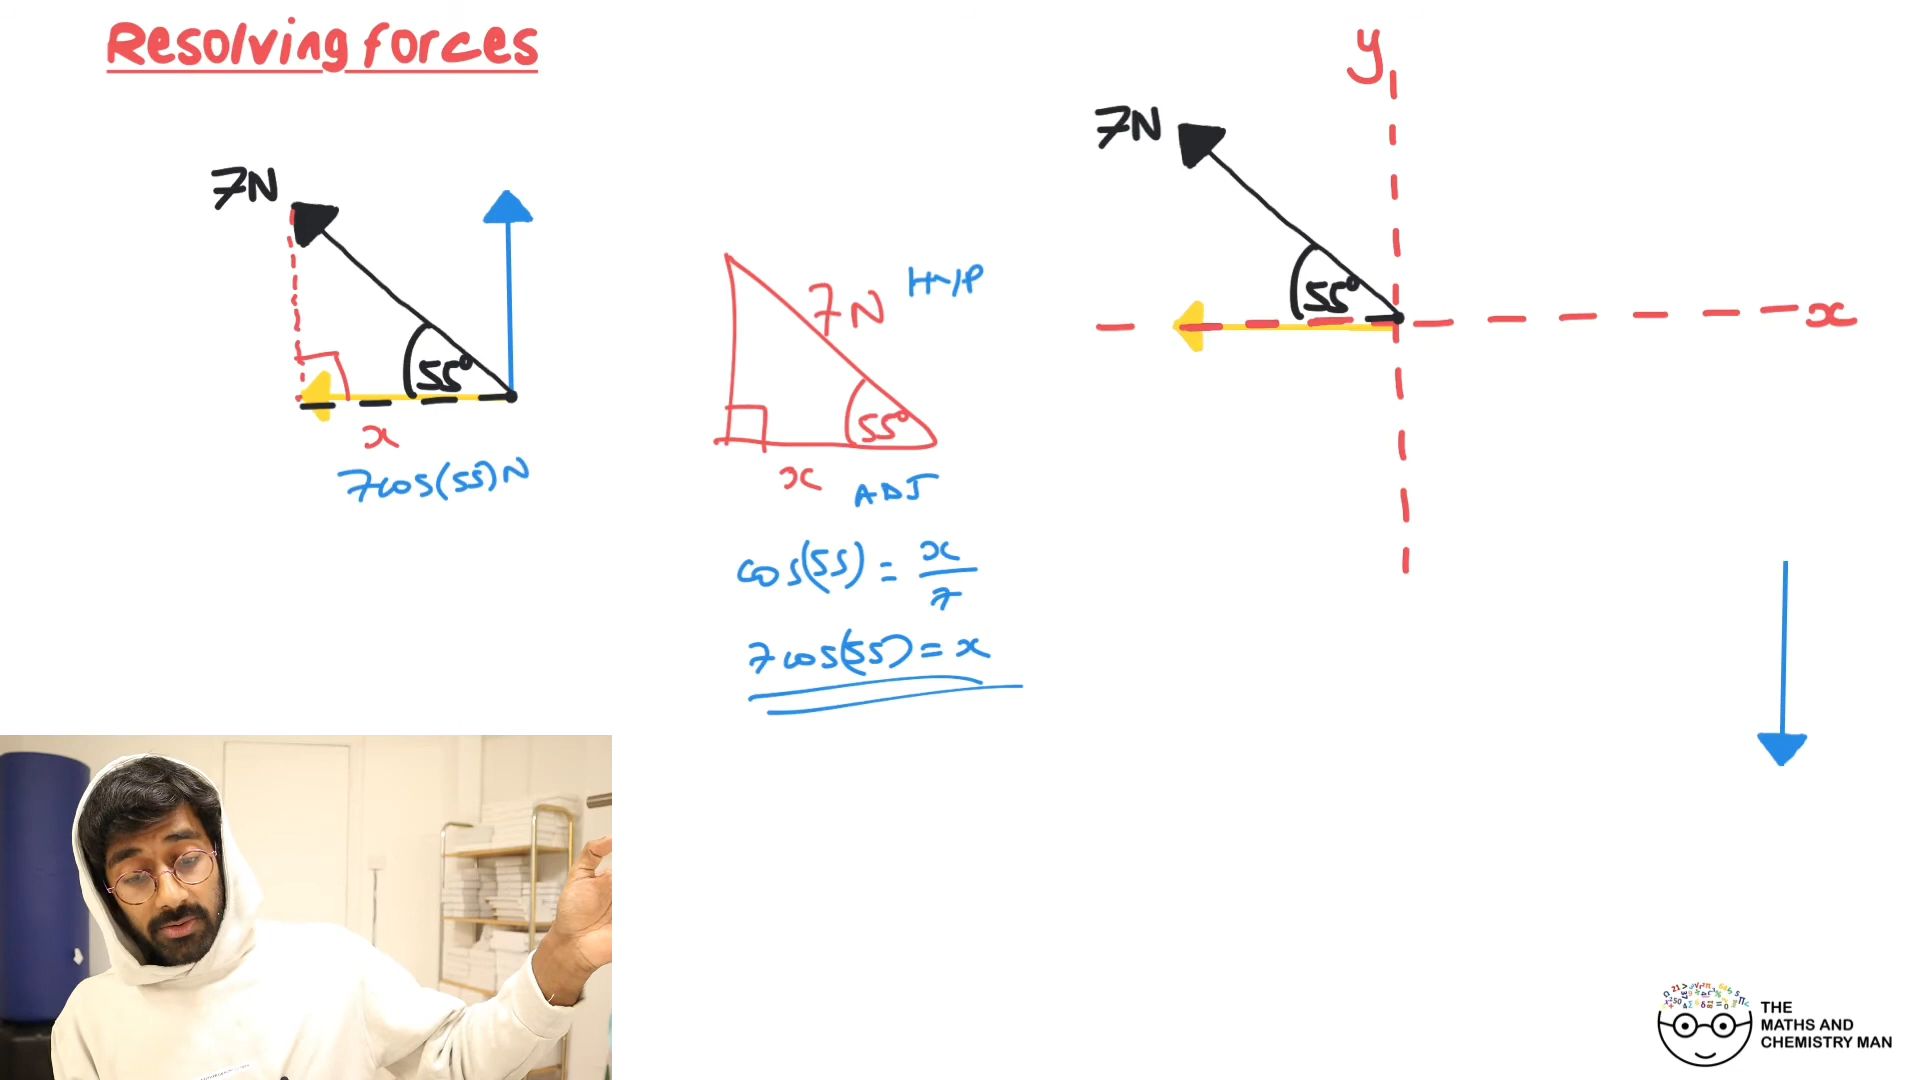 Resolving forces
7N
55°
x
7cos(55)N
7N HYP
55°
x ADJ
cos(55) = x/7
7cos(55) = x
y
7N
55°
x
THE
MATHS AND
CHEMISTRY MAN